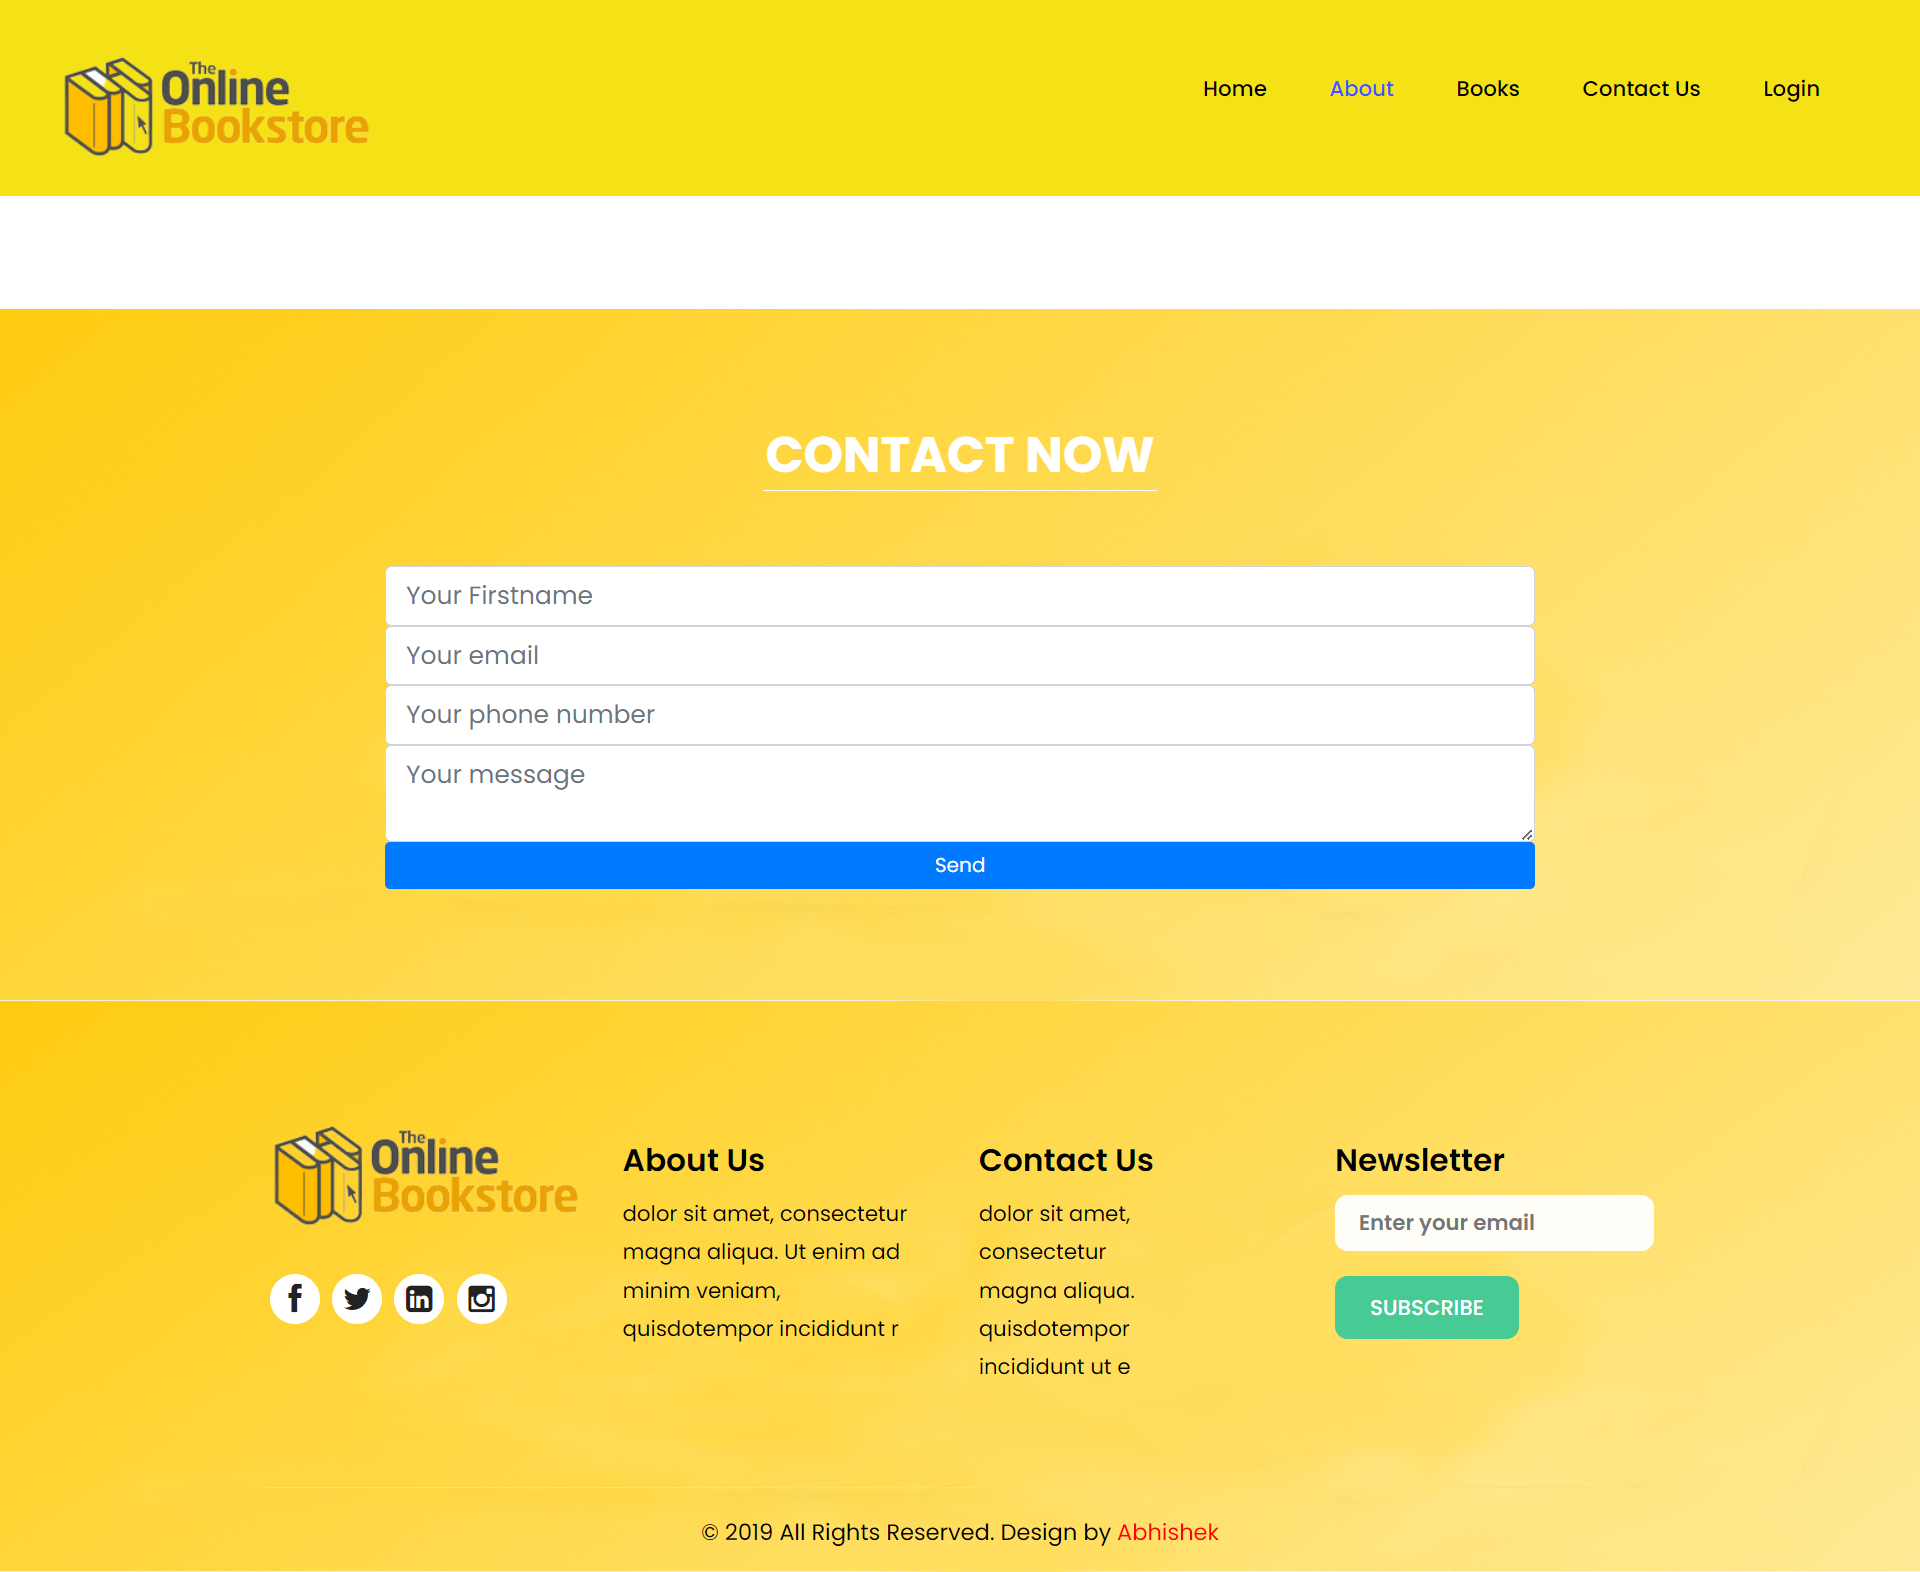 The
Online
Bookstore
Home About Books Contact Us Login
CONTACT NOW
Your Firstname
Your email
Your phone number
Your message
Send
The
Online
Bookstore
About Us
dolor sit amet, consectetur
magna aliqua. Ut enim ad
minim veniam,
quisdotempor incididunt r
Contact Us
dolor sit amet,
consectetur
magna aliqua.
quisdotempor
incididunt ut e
Newsletter
Enter your email
SUBSCRIBE
© 2019 All Rights Reserved. Design by Abhishek